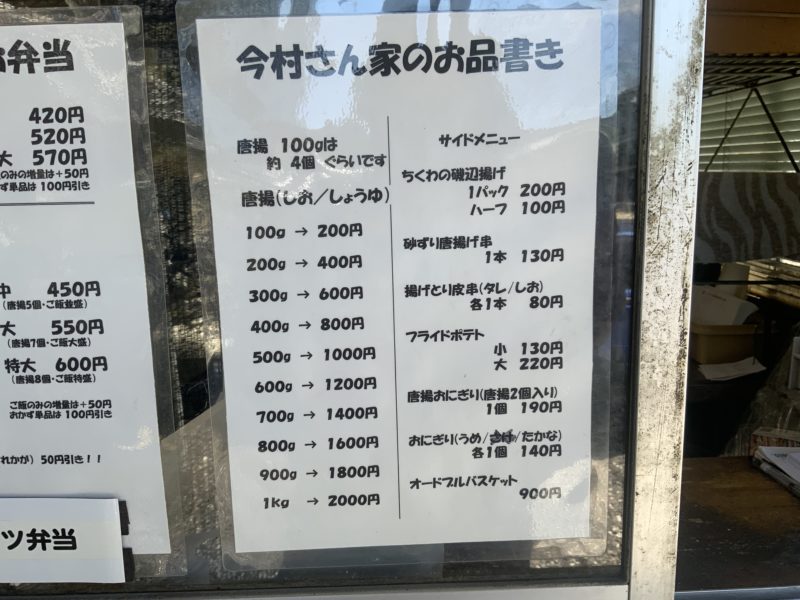 弁当
420円
520円
大 570円
のみの増量は+50円
かず単品は 100円引き
中 450円
(唐揚5個・ご飯並盛)
大 550円
(唐揚7個・ご飯大盛)
特大 600円
(唐揚8個・ご飯特盛)
ご飯のみの増量は+50円
おかず単品は 100円引き
れかが) 50円引き!!
ツ弁当
今村さん家のお品書き
唐揚 100gは
約 4個 ぐらいです
唐揚(しお/しょうゆ)
100g → 200円
200g → 400円
300g → 600円
400g → 800円
500g → 1000円
600g → 1200円
700g → 1400円
800g → 1600円
900g → 1800円
1kg → 2000円
サイドメニュー
ちくわの磯辺揚げ
1パック 200円
ハーフ 100円
砂ずり唐揚げ串
1本 130円
揚げとり皮串(タレ/しお)
各1本 80円
フライドポテト
小 130円
大 220円
唐揚おにぎり(唐揚2個入り)
1個 190円
おにぎり(うめ/ /たかな)
各1個 140円
オードブルバスケット
900円